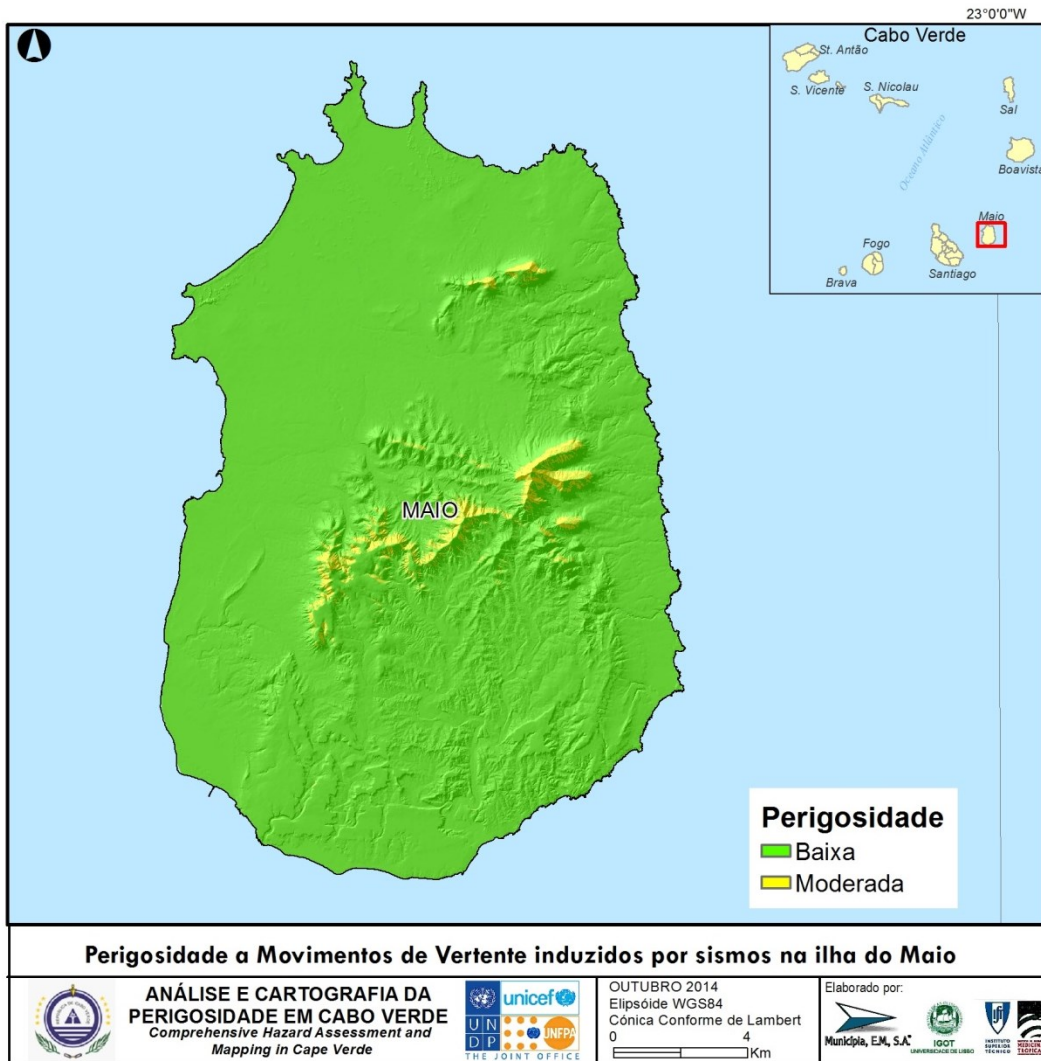 23°0'0"W
Cabo Verde
St. Antão
S. Vicente
S. Nicolau
Sal
Boavista
Oceano Atlântico
Maio
Fogo
Santiago
Brava
MAIO
Perigosidade
Baixa
Moderada
Perigosidade a Movimentos de Vertente induzidos por sismos na ilha do Maio
ANÁLISE E CARTOGRAFIA DA
PERIGOSIDADE EM CABO VERDE
Comprehensive Hazard Assessment and
Mapping in Cape Verde
UN
DP
unicef
UNFPA
THE JOINT OFFICE
OUTUBRO 2014
Elipsóide WGS84
Cónica Conforme de Lambert
0 4
Km
Elaborado por:
Municípia, E.M, S.A.
IGOT
UNIVERSIDADE DE LISBOA
INSTITUTO
SUPERIOR
TÉCNICO